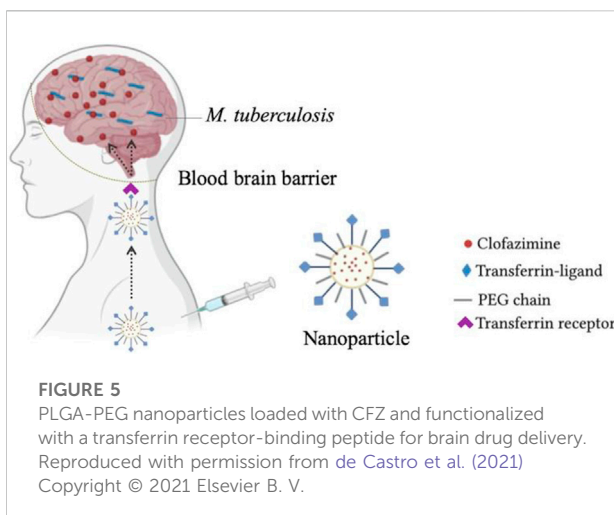 M. tuberculosis
Blood brain barrier
Nanoparticle
Clofazimine
Transferrin-ligand
PEG chain
Transferrin receptor
FIGURE 5
PLGA-PEG nanoparticles loaded with CFZ and functionalized
with a transferrin receptor-binding peptide for brain drug delivery.
Reproduced with permission from de Castro et al. (2021)
Copyright © 2021 Elsevier B. V.